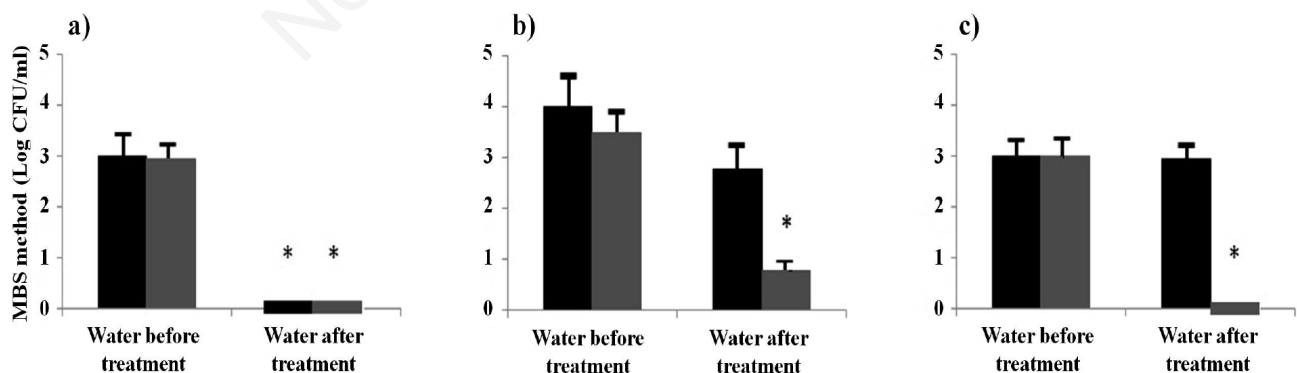 a)
MBS method (Log CFU/ml)
5
4
3
2
1
0
* *
Water before
treatment
Water after
treatment
b)
5
4
3
2
1
0
*
Water before
treatment
Water after
treatment
c)
5
4
3
2
1
0
*
Water before
treatment
Water after
treatment